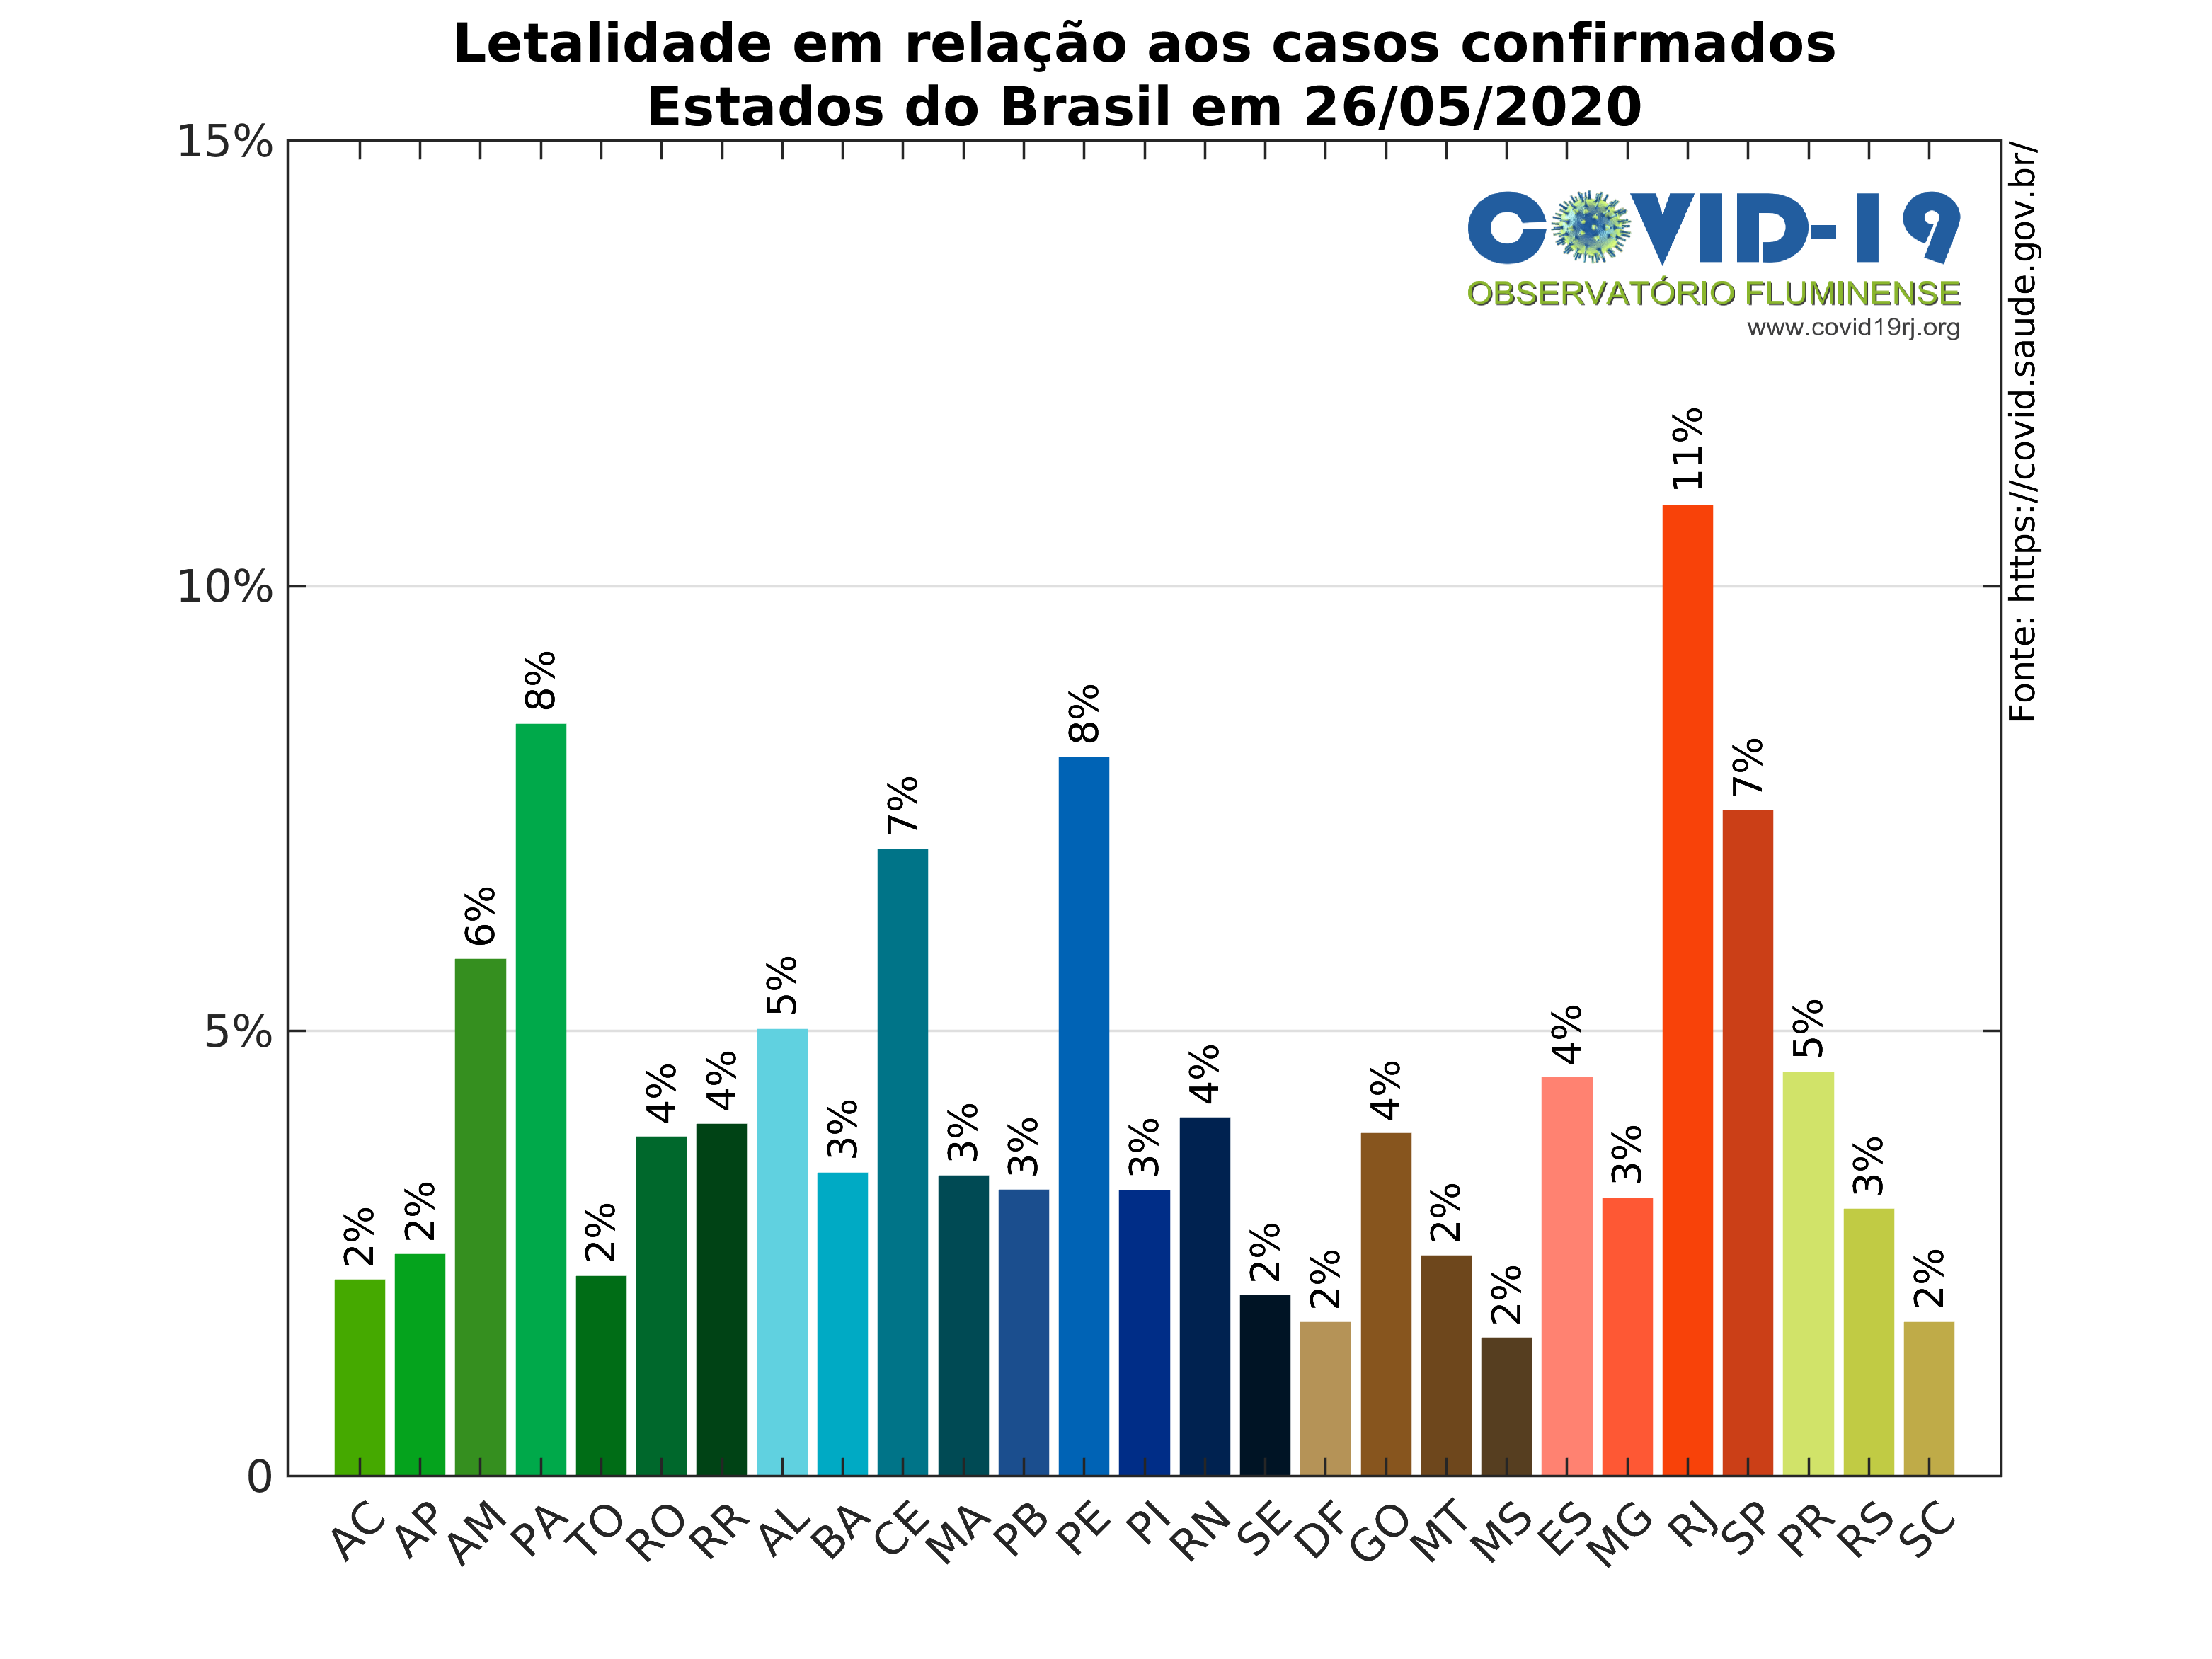 Letalidade em relação aos casos confirmados
Estados do Brasil em 26/05/2020
15%
10%
5%
0
COVID-19
OBSERVATÓRIO FLUMINENSE
www.covid19rj.org
Fonte: https://covid.saude.gov.br/
2%
2%
6%
8%
2%
4%
4%
5%
3%
7%
3%
3%
8%
3%
4%
2%
2%
4%
2%
2%
4%
3%
11%
7%
5%
3%
2%
AC
AP
AM
PA
TO
RO
RR
AL
BA
CE
MA
PB
PE
PI
RN
SE
DF
GO
MT
MS
ES
MG
RJ
SP
PR
RS
SC